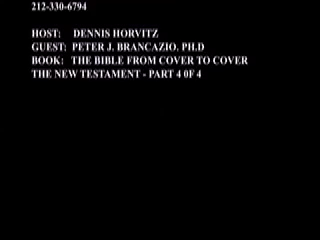 212-330-6794
HOST: DENNIS HORVITZ
GUEST: PETER J. BRANCAZIO, PH.D
BOOK: THE BIBLE FROM COVER TO COVER
THE NEW TESTAMENT - PART 4 OF 4